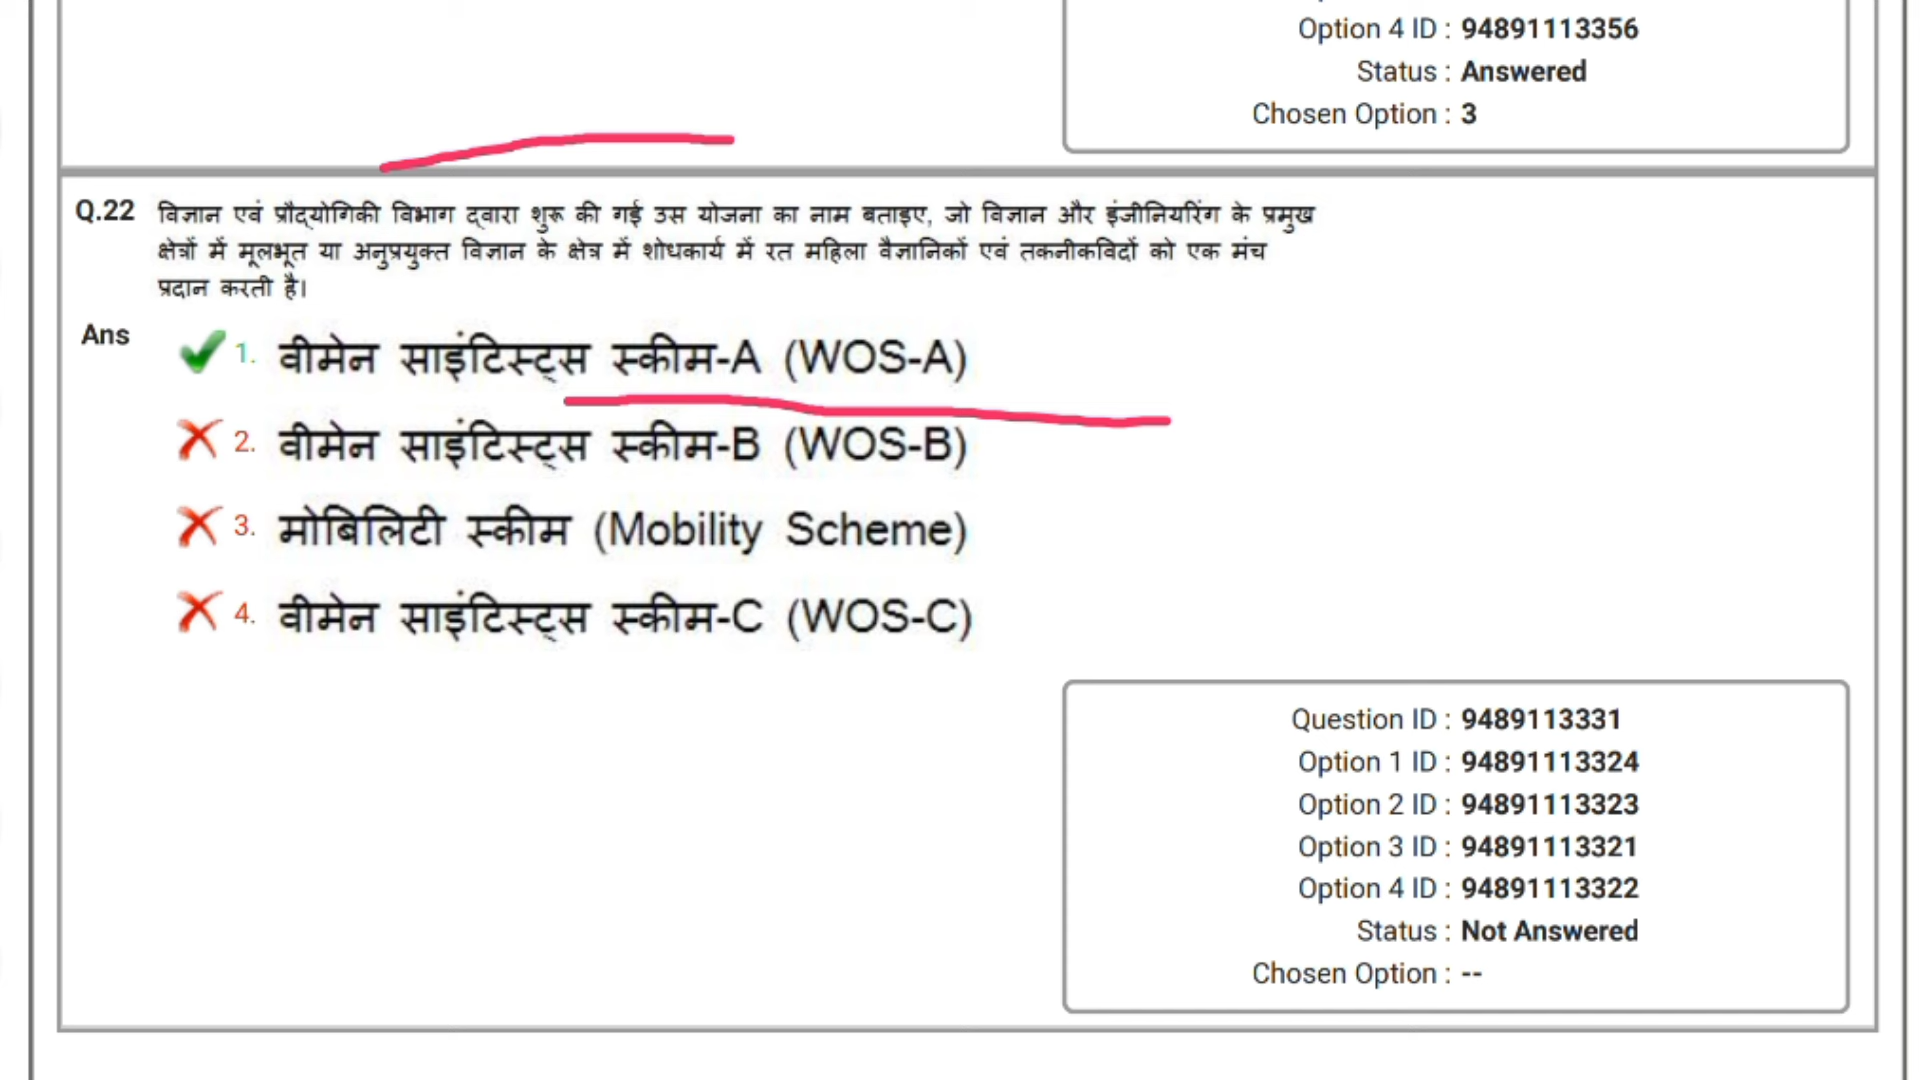 Option 4 ID : 94891113356
Status : Answered
Chosen Option : 3
Q.22 विज्ञान एवं प्रौद्योगिकी विभाग द्वारा शुरू की गई उस योजना का नाम बताइए, जो विज्ञान और इंजीनियरिंग के प्रमुख
क्षेत्रों में मूलभूत या अनुप्रयुक्त विज्ञान के क्षेत्र में शोधकार्य में रत महिला वैज्ञानिकों एवं तकनीकविदों को एक मंच
प्रदान करती है।
Ans 1. वीमेन साइंटिस्ट्स स्कीम-A (WOS-A)
2. वीमेन साइंटिस्ट्स स्कीम-B (WOS-B)
3. मोबिलिटी स्कीम (Mobility Scheme)
4. वीमेन साइंटिस्ट्स स्कीम-C (WOS-C)
Question ID : 9489113331
Option 1 ID : 94891113324
Option 2 ID : 94891113323
Option 3 ID : 94891113321
Option 4 ID : 94891113322
Status : Not Answered
Chosen Option : --